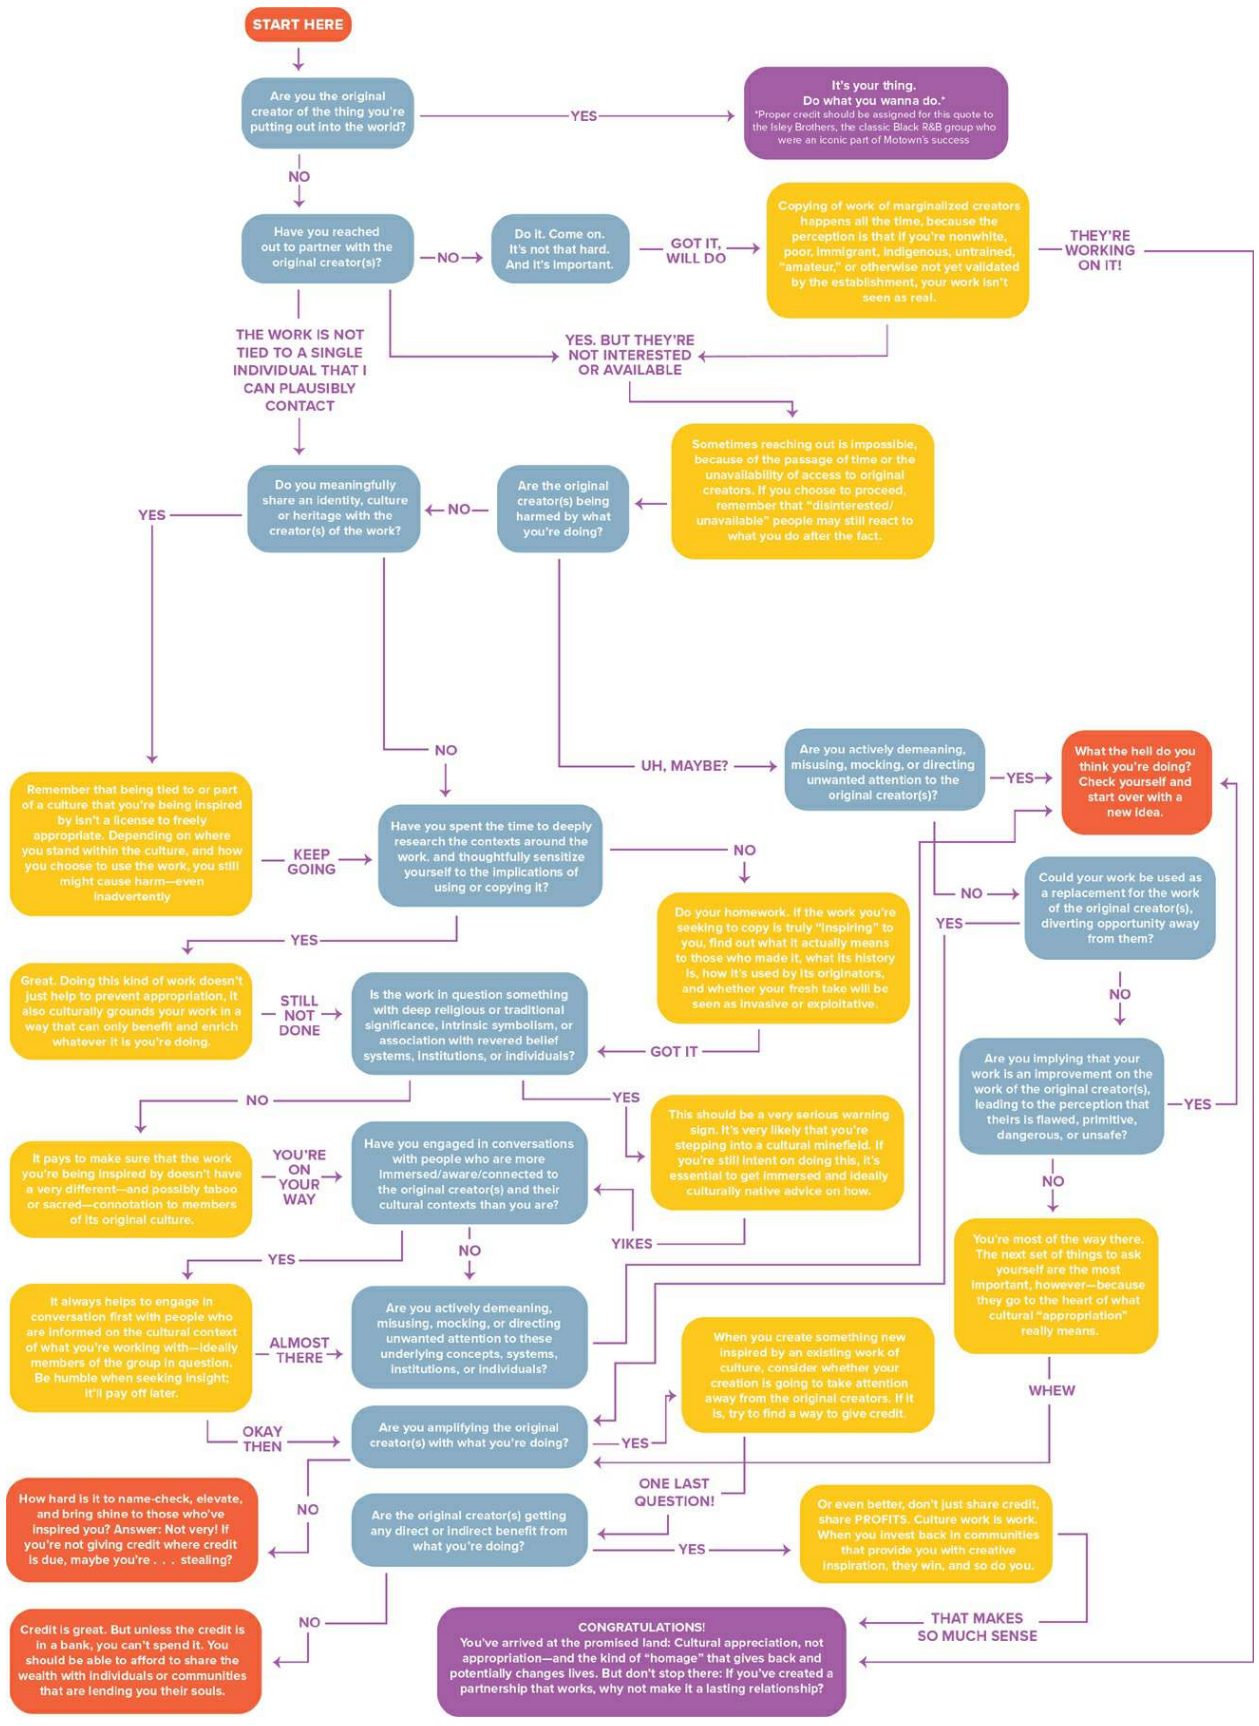 START HERE
Are you the original
creator of the thing you're
putting out into the world?
YES
It's your thing.
Do what you wanna do.*
*Proper credit should be assigned for this quote to
the Isley Brothers, the classic Black R&B group who
were an iconic part of Motown's success
NO
Have you reached
out to partner with the
original creator(s)?
NO
Do it. Come on.
It's not that hard.
And it's important.
GOT IT,
WILL DO
Copying of work of marginalized creators
happens all the time, because the
perception is that if you're nonwhite,
poor, immigrant, indigenous, untrained,
"amateur," or otherwise not yet validated
by the establishment, your work isn't
seen as real.
THEY'RE
WORKING
ON IT!
THE WORK IS NOT
TIED TO A SINGLE
INDIVIDUAL THAT I
CAN PLAUSIBLY
CONTACT
YES. BUT THEY'RE
NOT INTERESTED
OR AVAILABLE
Sometimes reaching out is impossible,
because of the passage of time or the
unavailability of access to original
creators. If you choose to proceed,
remember that "disinterested/
unavailable" people may still react to
what you do after the fact.
Are the original
creator(s) being
harmed by what
you're doing?
NO
Do you meaningfully
share an identity, culture
or heritage with the
creator(s) of the work?
YES
NO
UH, MAYBE?
Are you actively demeaning,
misusing, mocking, or directing
unwanted attention to the
original creator(s)?
YES
What the hell do you
think you're doing?
Check yourself and
start over with a
new idea.
Remember that being tied to or part
of a culture that you're being inspired
by isn't a license to freely
appropriate. Depending on where
you stand within the culture, and how
you choose to use the work, you still
might cause harm—even
inadvertently
KEEP
GOING
Have you spent the time to deeply
research the contexts around the
work. and thoughtfully sensitize
yourself to the implications of
using or copying it?
NO
NO
Could your work be used as
a replacement for the work
of the original creator(s),
diverting opportunity away
from them?
YES
YES
Do your homework. If the work you're
seeking to copy is truly "inspiring" to
you, find out what it actually means
to those who made it, what its history
is, how it's used by its originators,
and whether your fresh take will be
seen as invasive or exploitative.
Great. Doing this kind of work doesn't
just help to prevent appropriation, it
also culturally grounds your work in a
way that can only benefit and enrich
whatever it is you're doing.
STILL
NOT
DONE
Is the work in question something
with deep religious or traditional
significance, intrinsic symbolism, or
association with revered belief
systems, institutions, or individuals?
GOT IT
NO
Are you implying that your
work is an improvement on the
work of the original creator(s),
leading to the perception that
theirs is flawed, primitive,
dangerous, or unsafe?
YES
NO
YES
This should be a very serious warning
sign. It's very likely that you're
stepping into a cultural minefield. If
you're still intent on doing this, it's
essential to get immersed and ideally
culturally native advice on how.
It pays to make sure that the work
you're being inspired by doesn't have
a very different—and possibly taboo
or sacred—connotation to members
of its original culture.
YOU'RE
ON
YOUR
WAY
Have you engaged in conversations
with people who are more
immersed/aware/connected to
the original creator(s) and their
cultural contexts than you are?
YIKES
NO
You're most of the way there.
The next set of things to ask
yourself are the most
important, however—because
they go to the heart of what
cultural "appropriation"
really means.
YES
NO
It always helps to engage in
conversation first with people who
are informed on the cultural context
of what you're working with—ideally
members of the group in question.
Be humble when seeking insight;
it'll pay off later.
ALMOST
THERE
Are you actively demeaning,
misusing, mocking, or directing
unwanted attention to these
underlying concepts, systems,
institutions, or individuals?
When you create something new
inspired by an existing work of
culture, consider whether your
creation is going to take attention
away from the original creators. If it
is, try to find a way to give credit.
WHEW
OKAY
THEN
Are you amplifying the original
creator(s) with what you're doing?
YES
ONE LAST
QUESTION!
How hard is it to name-check, elevate,
and bring shine to those who've
inspired you? Answer: Not very! If
you're not giving credit where credit
is due, maybe you're . . . stealing?
NO
Are the original creator(s) getting
any direct or indirect benefit from
what you're doing?
YES
Or even better, don't just share credit,
share PROFITS. Culture work is work.
When you invest back in communities
that provide you with creative
inspiration, they win, and so do you.
Credit is great. But unless the credit is
in a bank, you can't spend it. You
should be able to afford to share the
wealth with individuals or communities
that are lending you their souls.
NO
CONGRATULATIONS!
You've arrived at the promised land: Cultural appreciation, not
appropriation—and the kind of "homage" that gives back and
potentially changes lives. But don't stop there: If you've created a
partnership that works, why not make it a lasting relationship?
THAT MAKES
SO MUCH SENSE